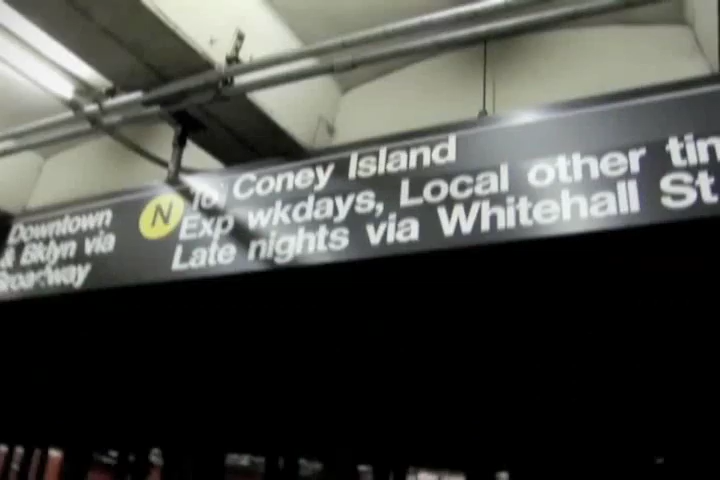 Downtown
& Bklyn via
Broadway
N
To Coney Island
Exp wkdays, Local other tim
Late nights via Whitehall St